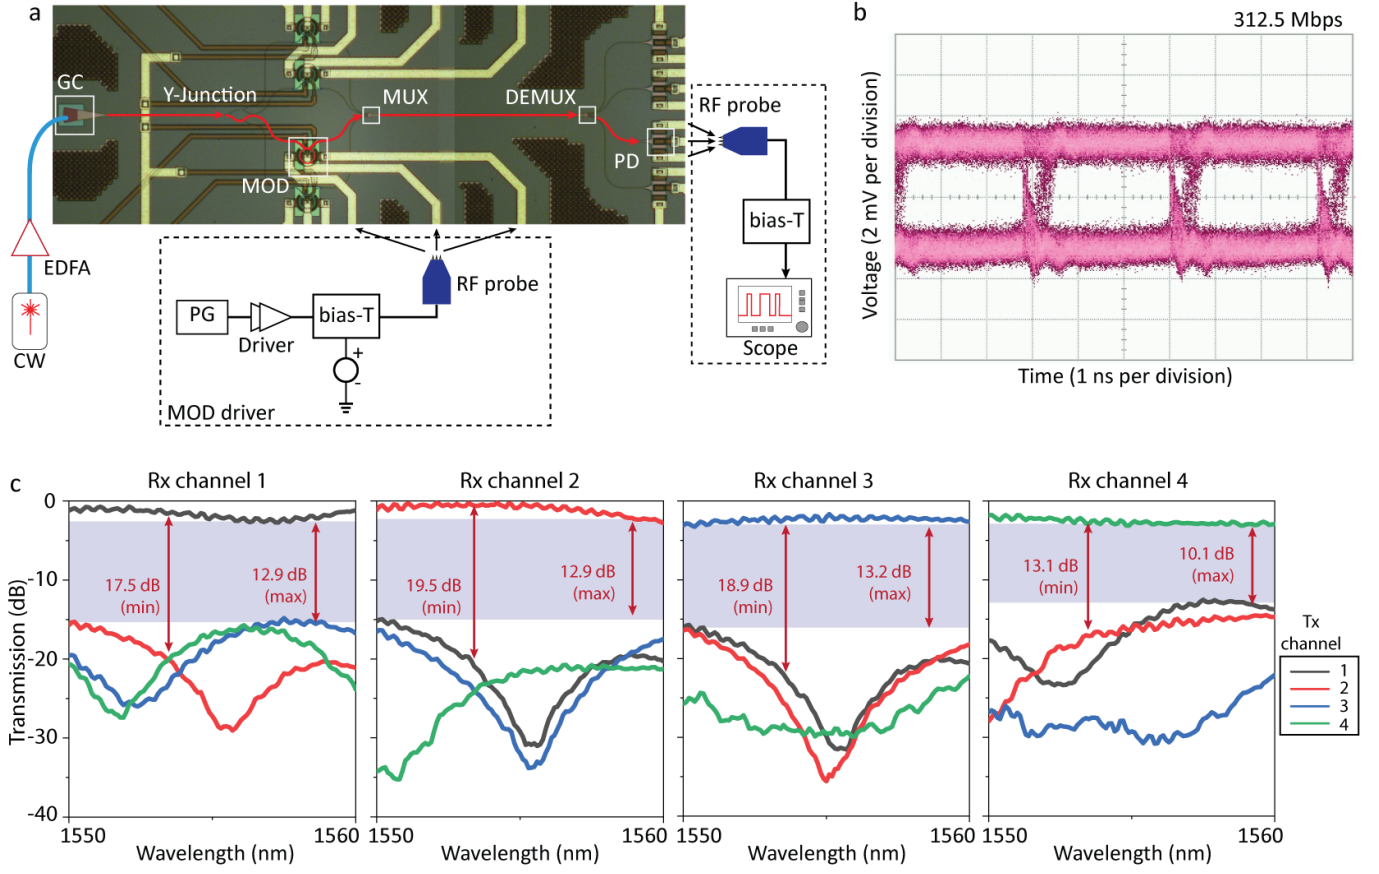 a
GC
Y-Junction
MUX
DEMUX
MOD
PD
RF probe
bias-T
Scope
EDFA
CW
PG
Driver
bias-T
+
-
RF probe
MOD driver
b
312.5 Mbps
Voltage (2 mV per division)
Time (1 ns per division)
c
Rx channel 1
Rx channel 2
Rx channel 3
Rx channel 4
Transmission (dB)
0
-10
-20
-30
-40
17.5 dB
(min)
12.9 dB
(max)
1550
1560
Wavelength (nm)
19.5 dB
(min)
12.9 dB
(max)
1550
1560
Wavelength (nm)
18.9 dB
(min)
13.2 dB
(max)
1550
1560
Wavelength (nm)
13.1 dB
(min)
10.1 dB
(max)
1550
1560
Wavelength (nm)
Tx
channel
1
2
3
4